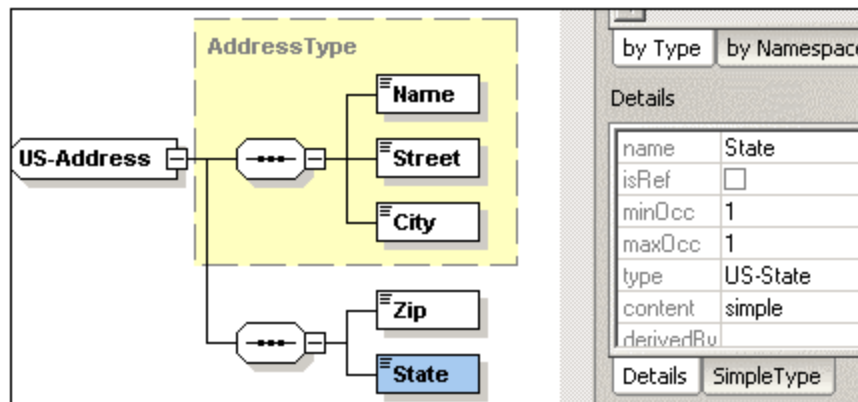 AddressType
Name
US-Address
Street
City
Zip
State
by Type by Namespace
Details
name State
isRef
minOcc 1
maxOcc 1
type US-State
content simple
derivedBy
Details SimpleType